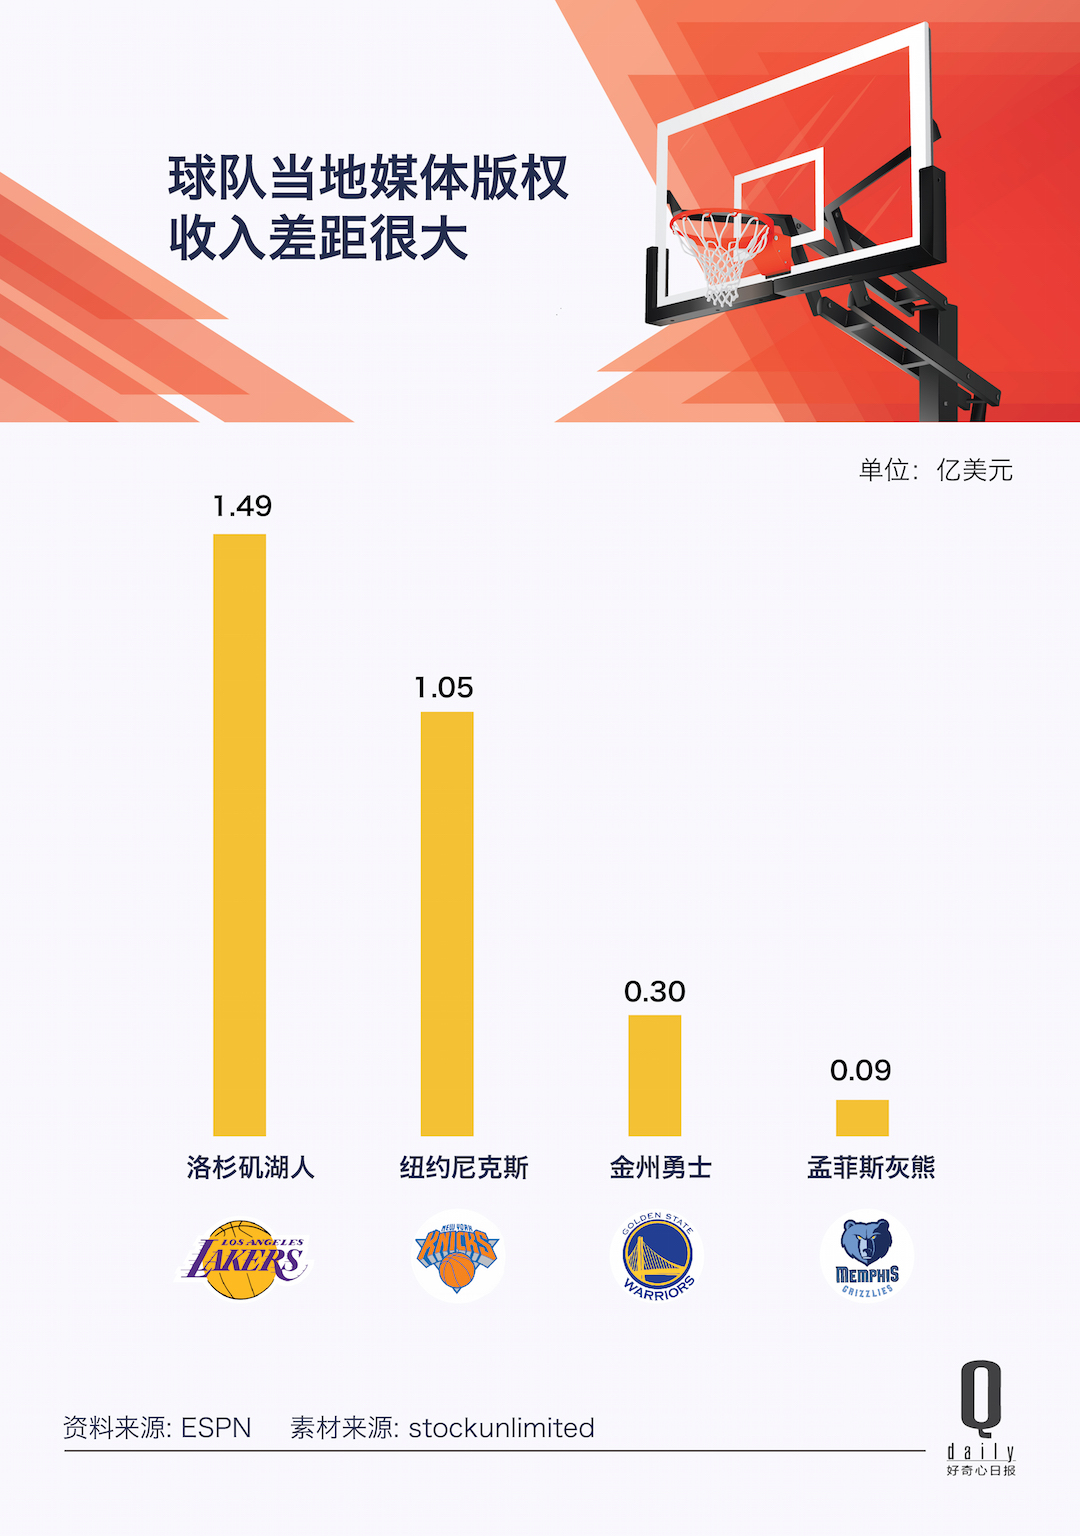 球队当地媒体版权
收入差距很大
单位：亿美元
1.49
1.05
0.30
0.09
洛杉矶湖人
纽约尼克斯
金州勇士
孟菲斯灰熊
LOS ANGELES
LAKERS
NEW YORK
KNICKS
GOLDEN STATE
WARRIORS
MEMPHIS
GRIZZLIES
资料来源: ESPN 素材来源: stockunlimited
Q
daily
好奇心日报